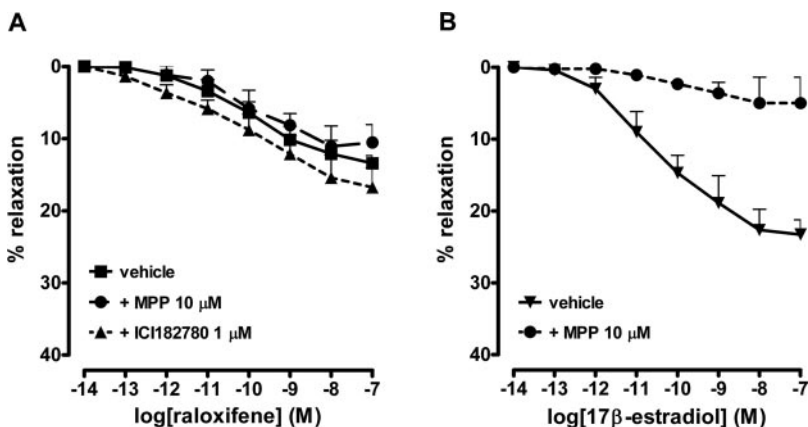 A
0
10
20
30
40
% relaxation
vehicle
+ MPP 10 μM
+ ICI182780 1 μM
-14 -13 -12 -11 -10 -9 -8 -7
log[raloxifene] (M)
B
0
10
20
30
40
% relaxation
vehicle
+ MPP 10 μM
-14 -13 -12 -11 -10 -9 -8 -7
log[17β-estradiol] (M)